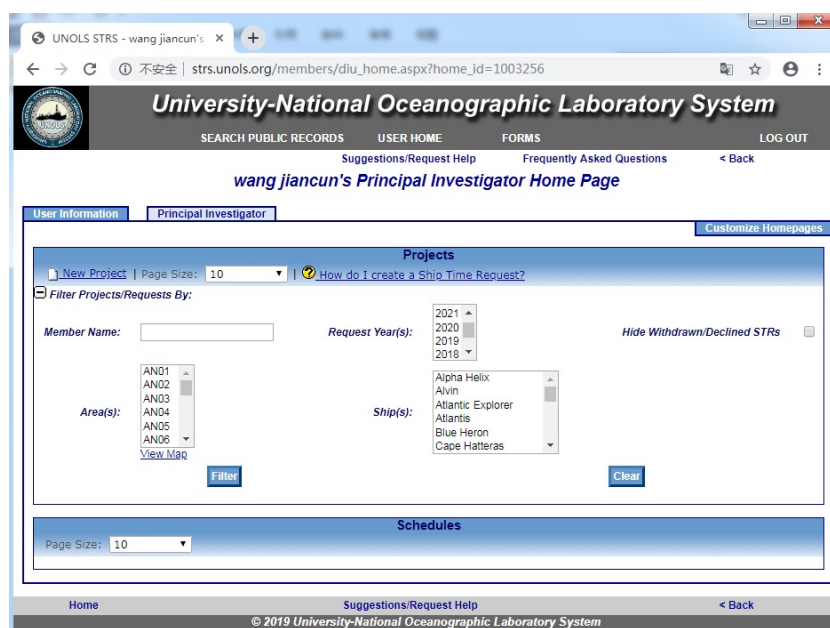 UNOLS STRS - wang jiancun's
不安全 | strs.unols.org/members/diu_home.aspx?home_id=1003256
UNOLS
University-National Oceanographic Laboratory System
SEARCH PUBLIC RECORDS USER HOME FORMS LOG OUT
Suggestions/Request Help Frequently Asked Questions < Back
wang jiancun's Principal Investigator Home Page
User Information Principal Investigator
Customize Homepages
Projects
New Project | Page Size: 10 | How do I create a Ship Time Request?
Filter Projects/Requests By:
Member Name: Request Year(s): Hide Withdrawn/Declined STRs
2021
2020
2019
2018
Area(s):
AN01
AN02
AN03
AN04
AN05
AN06
View Map
Ship(s):
Alpha Helix
Alvin
Atlantic Explorer
Atlantis
Blue Heron
Cape Hatteras
Filter Clear
Schedules
Page Size: 10
Home Suggestions/Request Help < Back
© 2019 University-National Oceanographic Laboratory System